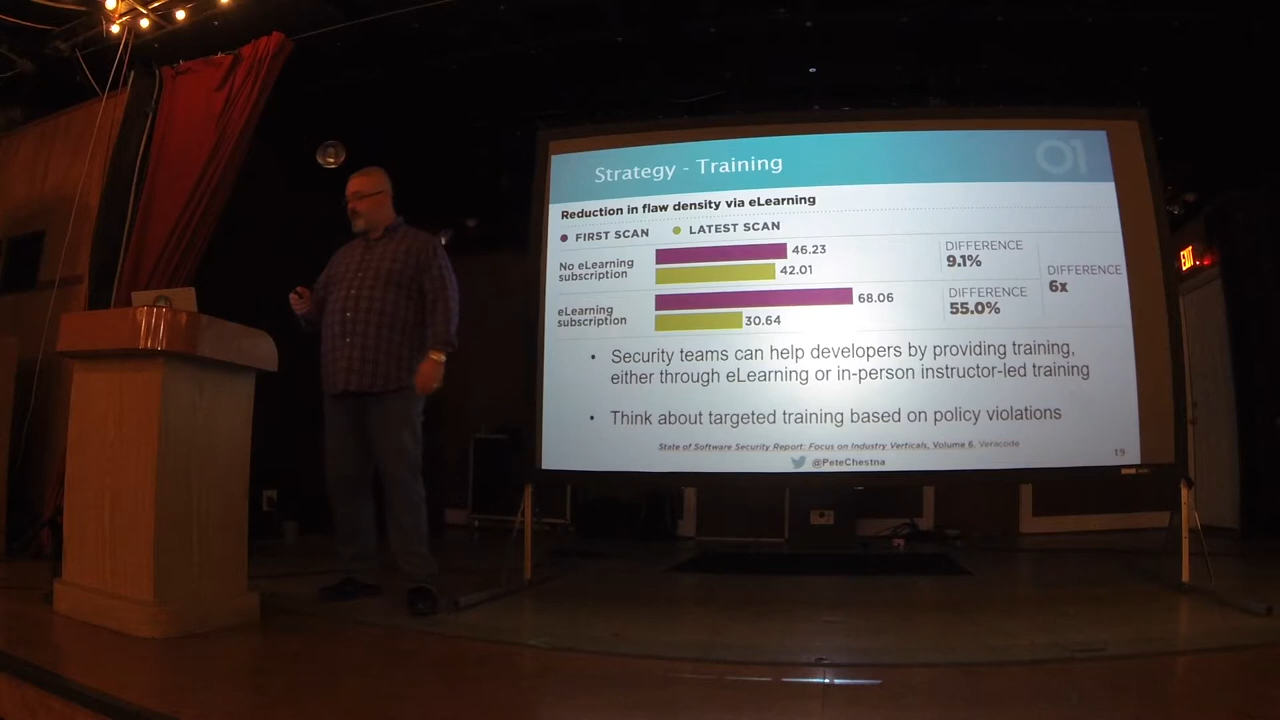 Strategy - Training
01
Reduction in flaw density via eLearning
FIRST SCAN LATEST SCAN
No eLearning
subscription
46.23
42.01
DIFFERENCE
9.1%
eLearning
subscription
68.06
30.64
DIFFERENCE
55.0%
DIFFERENCE
6x
• Security teams can help developers by providing training,
either through eLearning or in-person instructor-led training
• Think about targeted training based on policy violations
State of Software Security Report: Focus on Industry Verticals, Volume 6, Veracode
@PeteChestna
19
EXIT